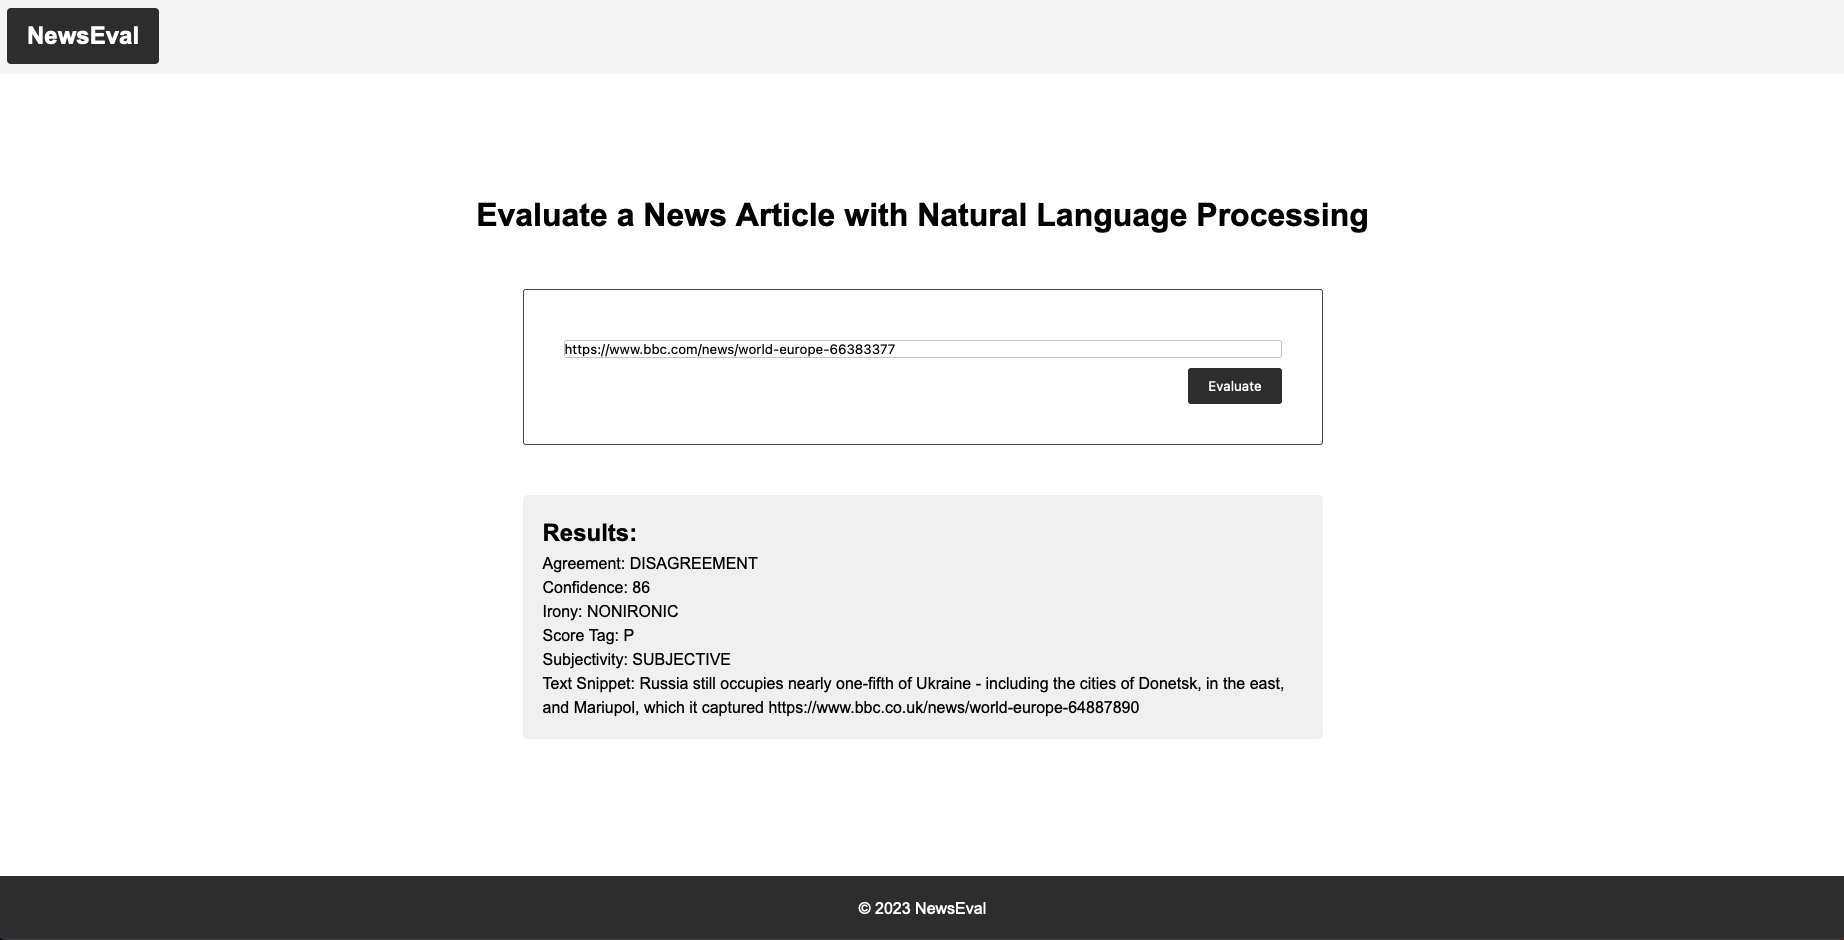 NewsEval
Evaluate a News Article with Natural Language Processing
https://www.bbc.com/news/world-europe-66383377
Evaluate
Results:
Agreement: DISAGREEMENT
Confidence: 86
Irony: NONIRONIC
Score Tag: P
Subjectivity: SUBJECTIVE
Text Snippet: Russia still occupies nearly one-fifth of Ukraine - including the cities of Donetsk, in the east,
and Mariupol, which it captured https://www.bbc.co.uk/news/world-europe-64887890
© 2023 NewsEval